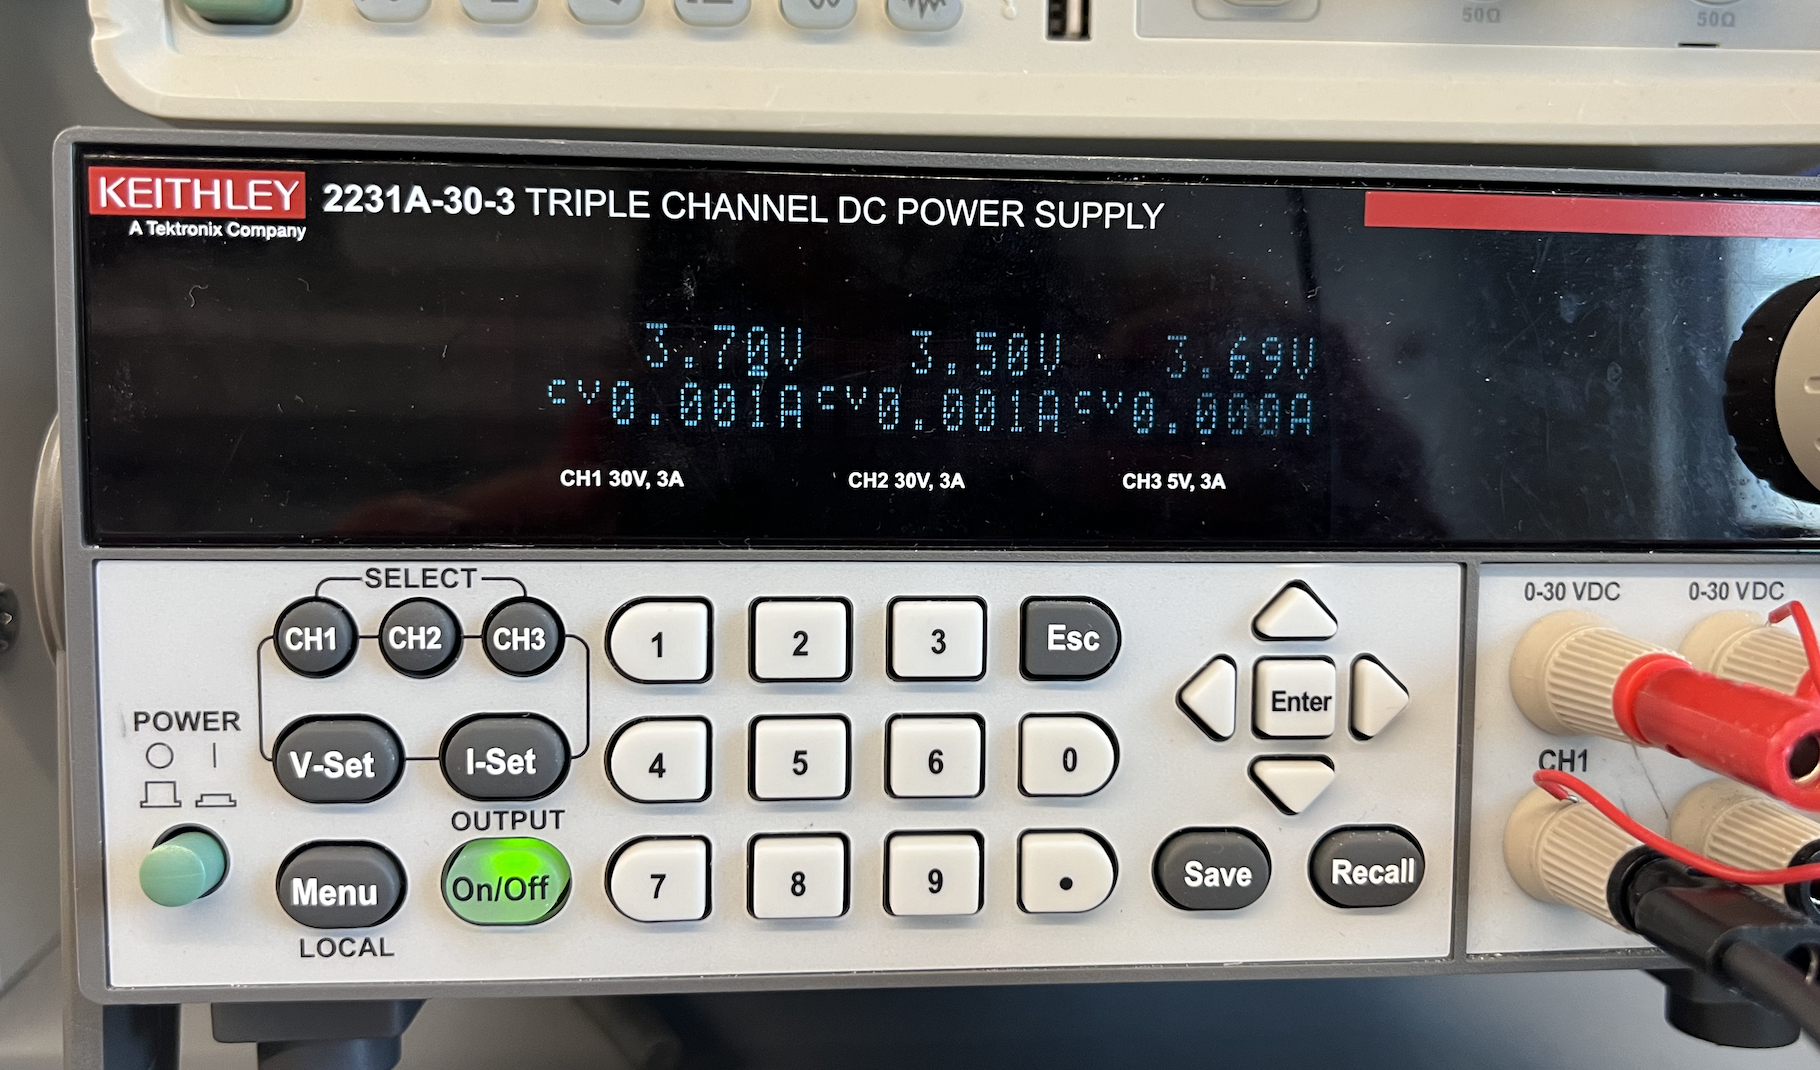 50Ω
50Ω
KEITHLEY
A Tektronix Company
2231A-30-3 TRIPLE CHANNEL DC POWER SUPPLY
3.70V 3.50V 3.69V
CV0.001A CV0.001A CV0.000A
CH1 30V, 3A CH2 30V, 3A CH3 5V, 3A
SELECT
CH1 CH2 CH3
1 2 3 Esc
POWER
V-Set I-Set
4 5 6 0
Enter
OUTPUT
Menu On/Off
7 8 9 .
Save Recall
LOCAL
0-30 VDC 0-30 VDC
CH1